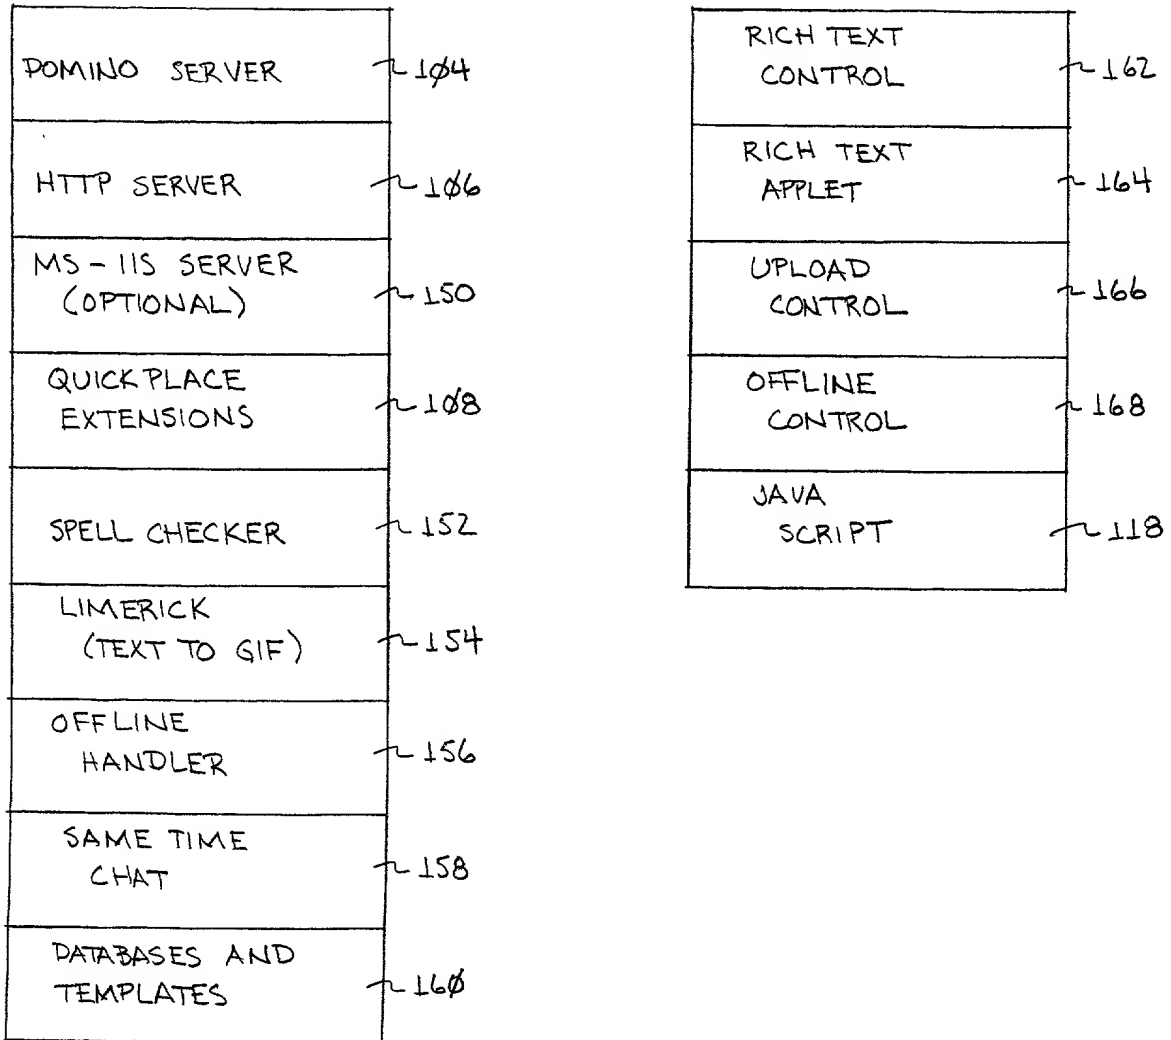 DOMINO SERVER 104
HTTP SERVER 106
MS-IIS SERVER
(OPTIONAL) 150
QUICKPLACE
EXTENSIONS 108
SPELL CHECKER 152
LIMERICK
(TEXT TO GIF) 154
OFFLINE
HANDLER 156
SAME TIME
CHAT 158
DATABASES AND
TEMPLATES 160
RICH TEXT
CONTROL 162
RICH TEXT
APPLET 164
UPLOAD
CONTROL 166
OFFLINE
CONTROL 168
JAVA
SCRIPT 118